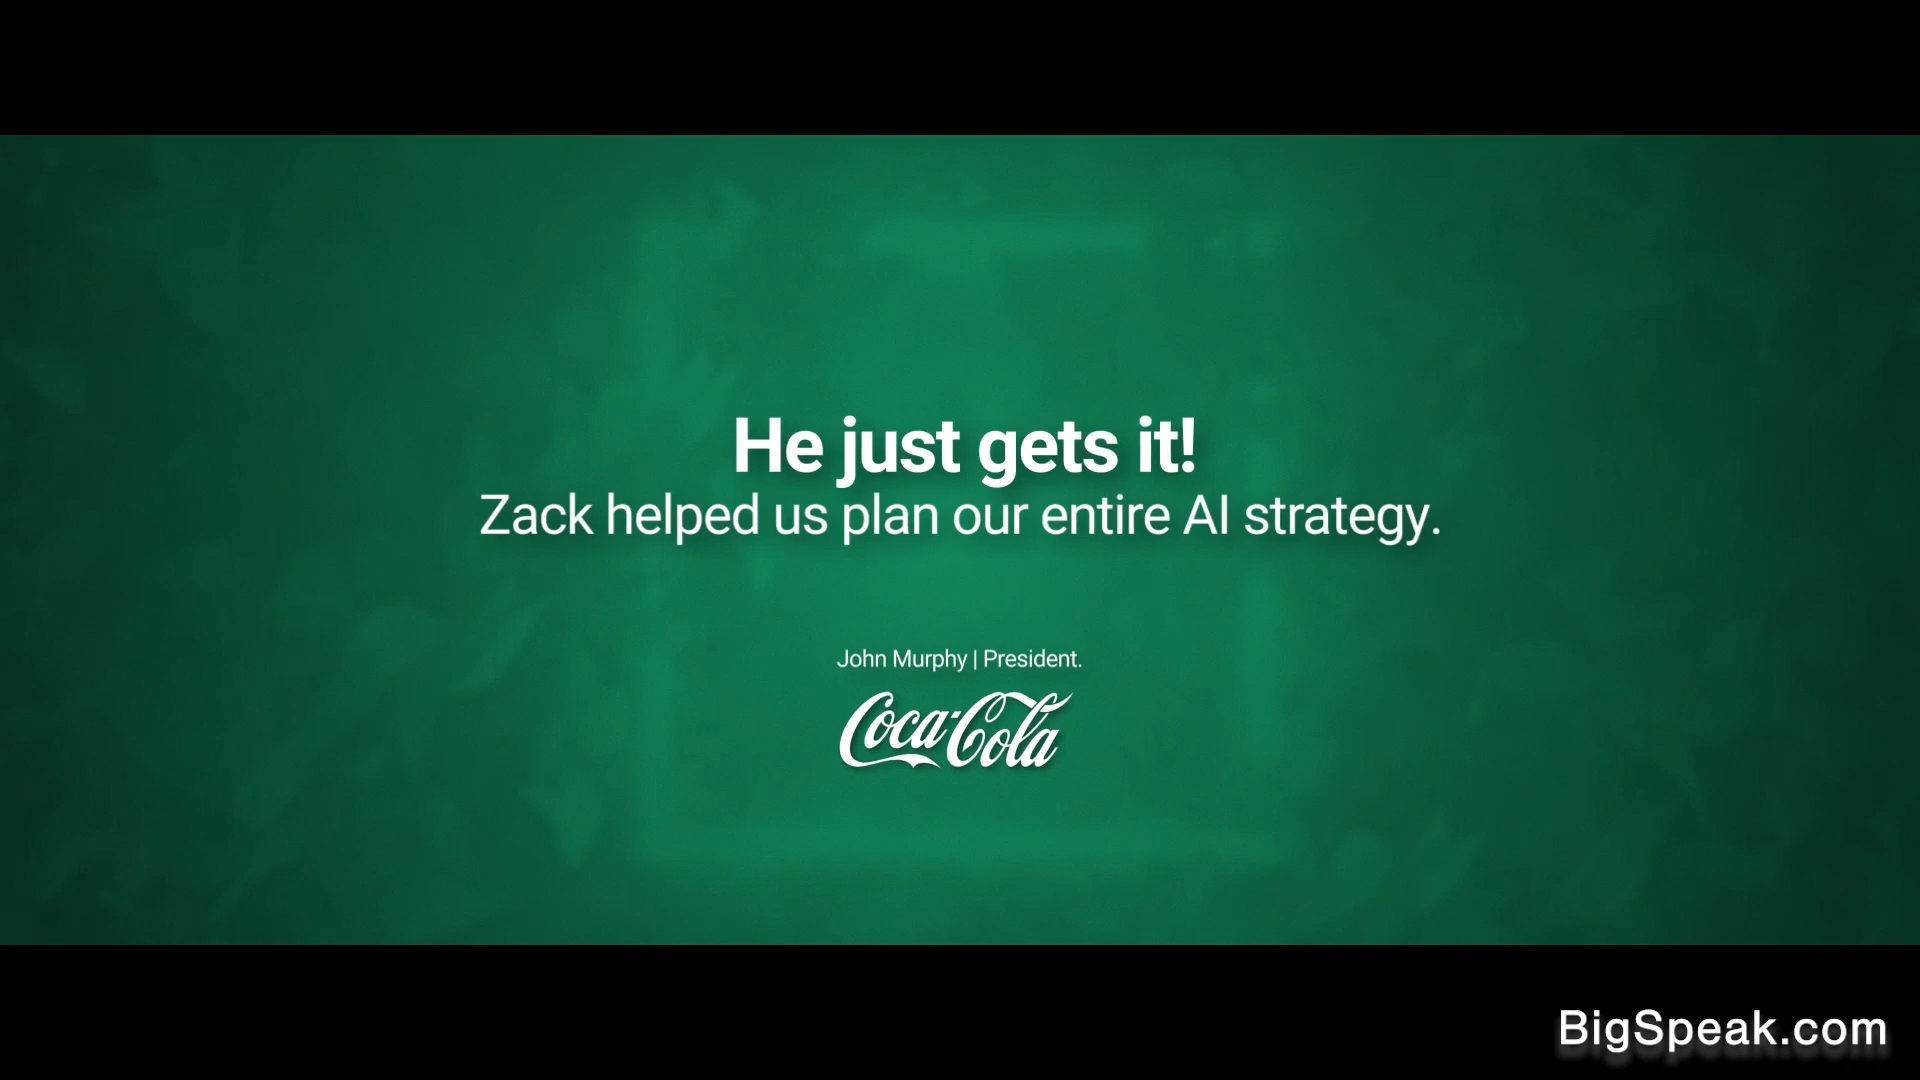 He just gets it!
Zack helped us plan our entire AI strategy.
John Murphy | President.
Coca-Cola
BigSpeak.com